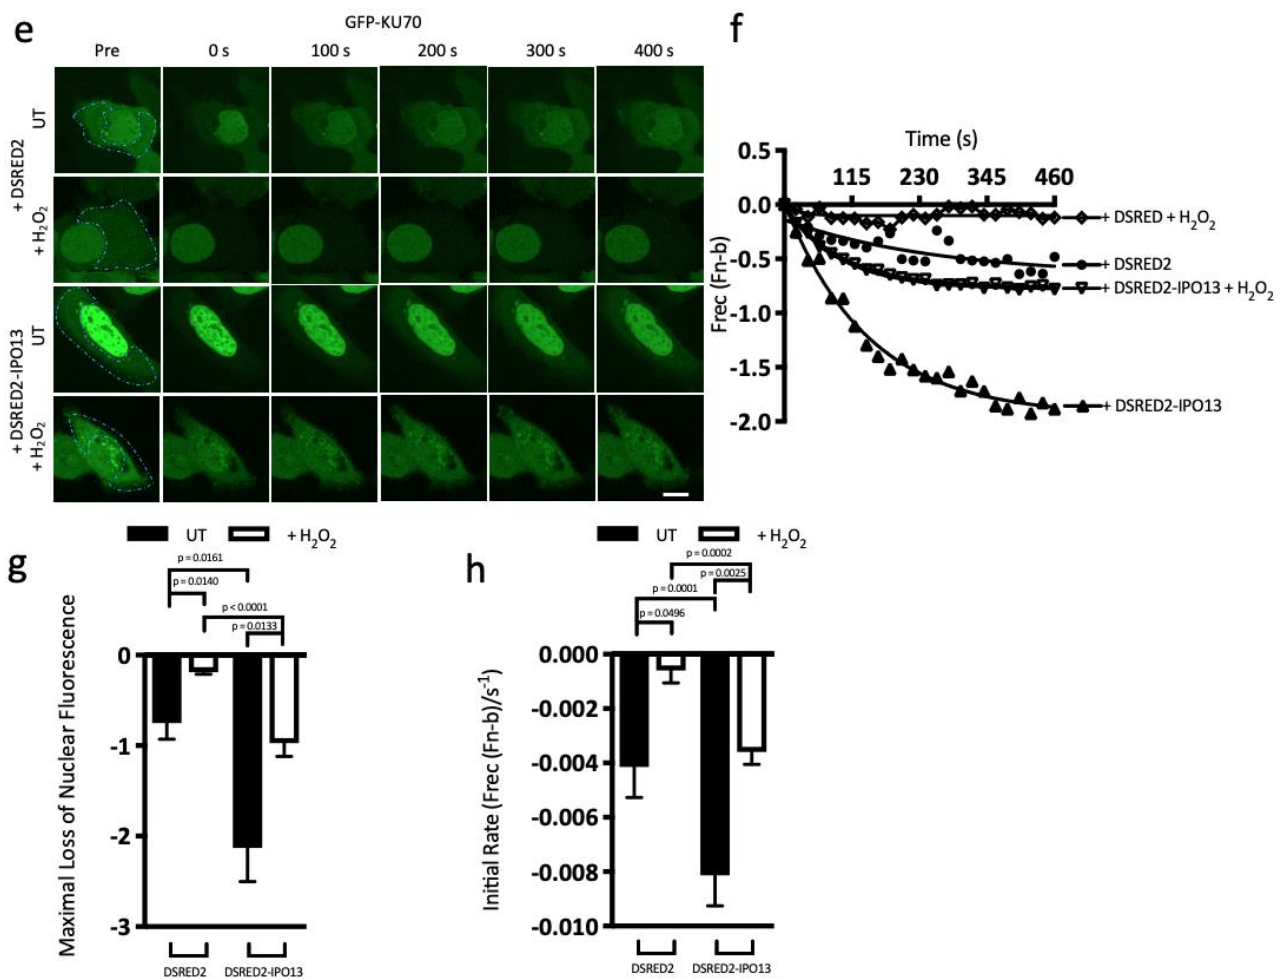 e
GFP-KU70
Pre 0 s 100 s 200 s 300 s 400 s
+ DSRED2
UT
+ H₂O₂
+ DSRED2-IPO13
UT
+ H₂O₂
f
Time (s)
0.5
115 230 345 460
0.0
-0.5
-1.0
-1.5
-2.0
Frec (Fn-b)
+ DSRED + H₂O₂
+ DSRED2
+ DSRED2-IPO13 + H₂O₂
+ DSRED2-IPO13
g
UT + H₂O₂
p = 0.0161
p = 0.0140
p < 0.0001
p = 0.0133
Maximal Loss of Nuclear Fluorescence
0
-1
-2
-3
DSRED2 DSRED2-IPO13
h
UT + H₂O₂
p = 0.0002
p = 0.0025
p = 0.0001
p = 0.0496
Initial Rate (Frec (Fn-b)/s⁻¹)
0.000
-0.002
-0.004
-0.006
-0.008
-0.010
DSRED2 DSRED2-IPO13